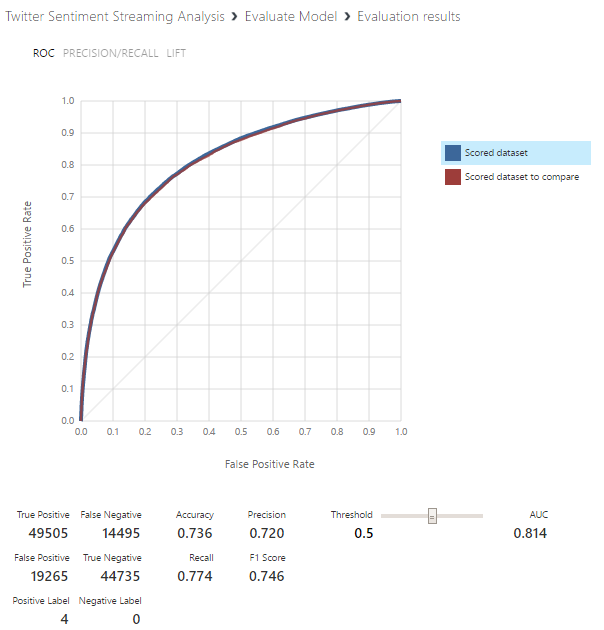 Twitter Sentiment Streaming Analysis ❯ Evaluate Model ❯ Evaluation results
ROC PRECISION/RECALL LIFT
1.0
0.9
0.8
0.7
0.6
0.5
0.4
0.3
0.2
0.1
0.0
True Positive Rate
0.0 0.1 0.2 0.3 0.4 0.5 0.6 0.7 0.8 0.9 1.0
False Positive Rate
Scored dataset
Scored dataset to compare
True Positive False Negative Accuracy Precision Threshold AUC
49505 14495 0.736 0.720 0.5 0.814
False Positive True Negative Recall F1 Score
19265 44735 0.774 0.746
Positive Label Negative Label
4 0